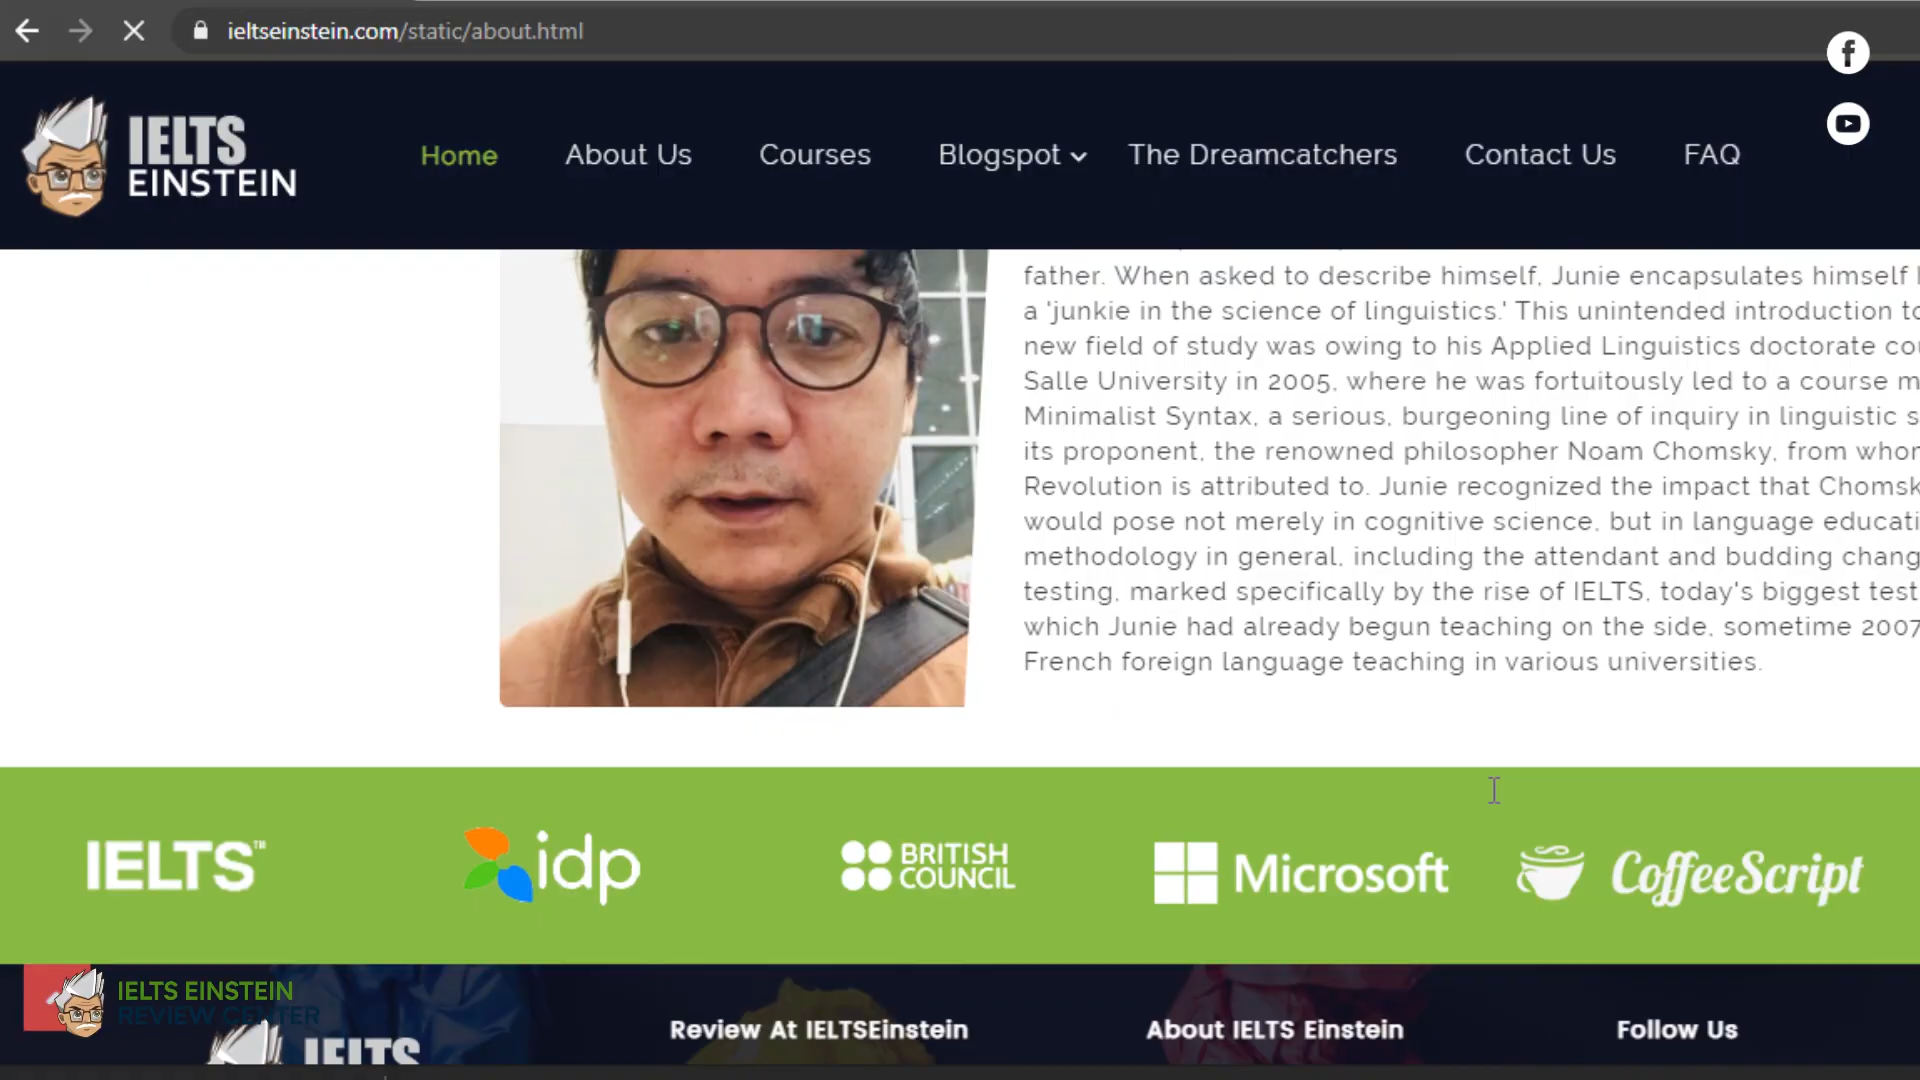 ieltseinstein.com/static/about.html
IELTS
EINSTEIN
Home
About Us
Courses
Blogspot
The Dreamcatchers
Contact Us
FAQ
father. When asked to describe himself, Junie encapsulates himself
a 'junkie in the science of linguistics.' This unintended introduction to
new field of study was owing to his Applied Linguistics doctorate
Salle University in 2005, where he was fortuitously led to a course
Minimalist Syntax, a serious, burgeoning line of inquiry in linguistic
its proponent, the renowned philosopher Noam Chomsky, from
Revolution is attributed to. Junie recognized the impact that
would pose not merely in cognitive science, but in language
methodology in general, including the attendant and budding
testing, marked specifically by the rise of IELTS, today's biggest
which Junie had already begun teaching on the side, sometime 2007
French foreign language teaching in various universities.
IELTS™
idp
BRITISH
COUNCIL
Microsoft
CoffeeScript
IELTS EINSTEIN
REVIEW CENTER
IELTS
Review At IELTSEinstein
About IELTS Einstein
Follow Us